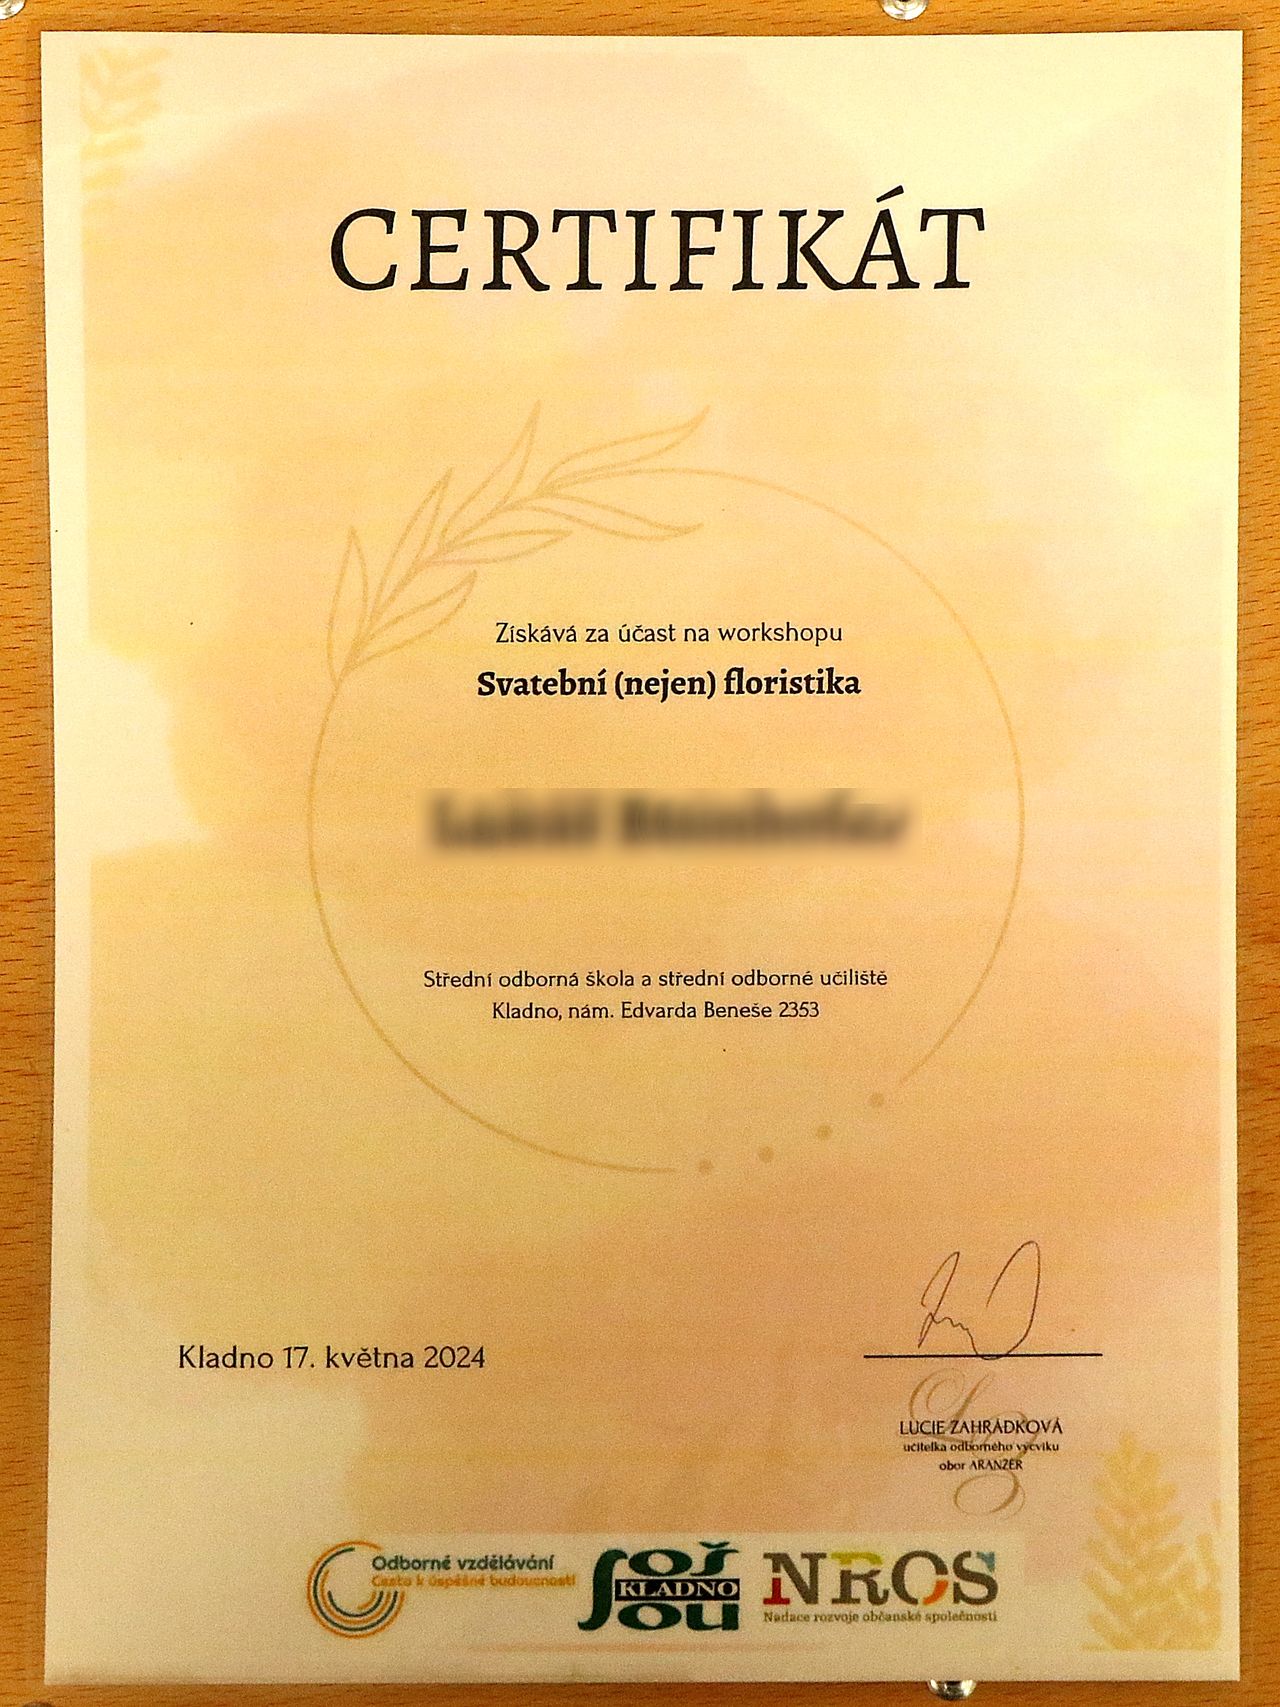 CERTIFIKÁT
Získává za účast na workshopu
Svatební (nejen) floristika
Střední odborná škola a střední odborné učiliště
Kladno, nám. Edvarda Beneše 2353
Kladno 17. května 2024
LZ
LUCIE ZAHRÁDKOVÁ
učitelka odborného výcviku
obor ARANŽÉR
Odborné vzdělávání
Cesta k úspěšné budoucnosti
SOŠ
KLADNO
SOU
NROS
Nadace rozvoje občanské společnosti